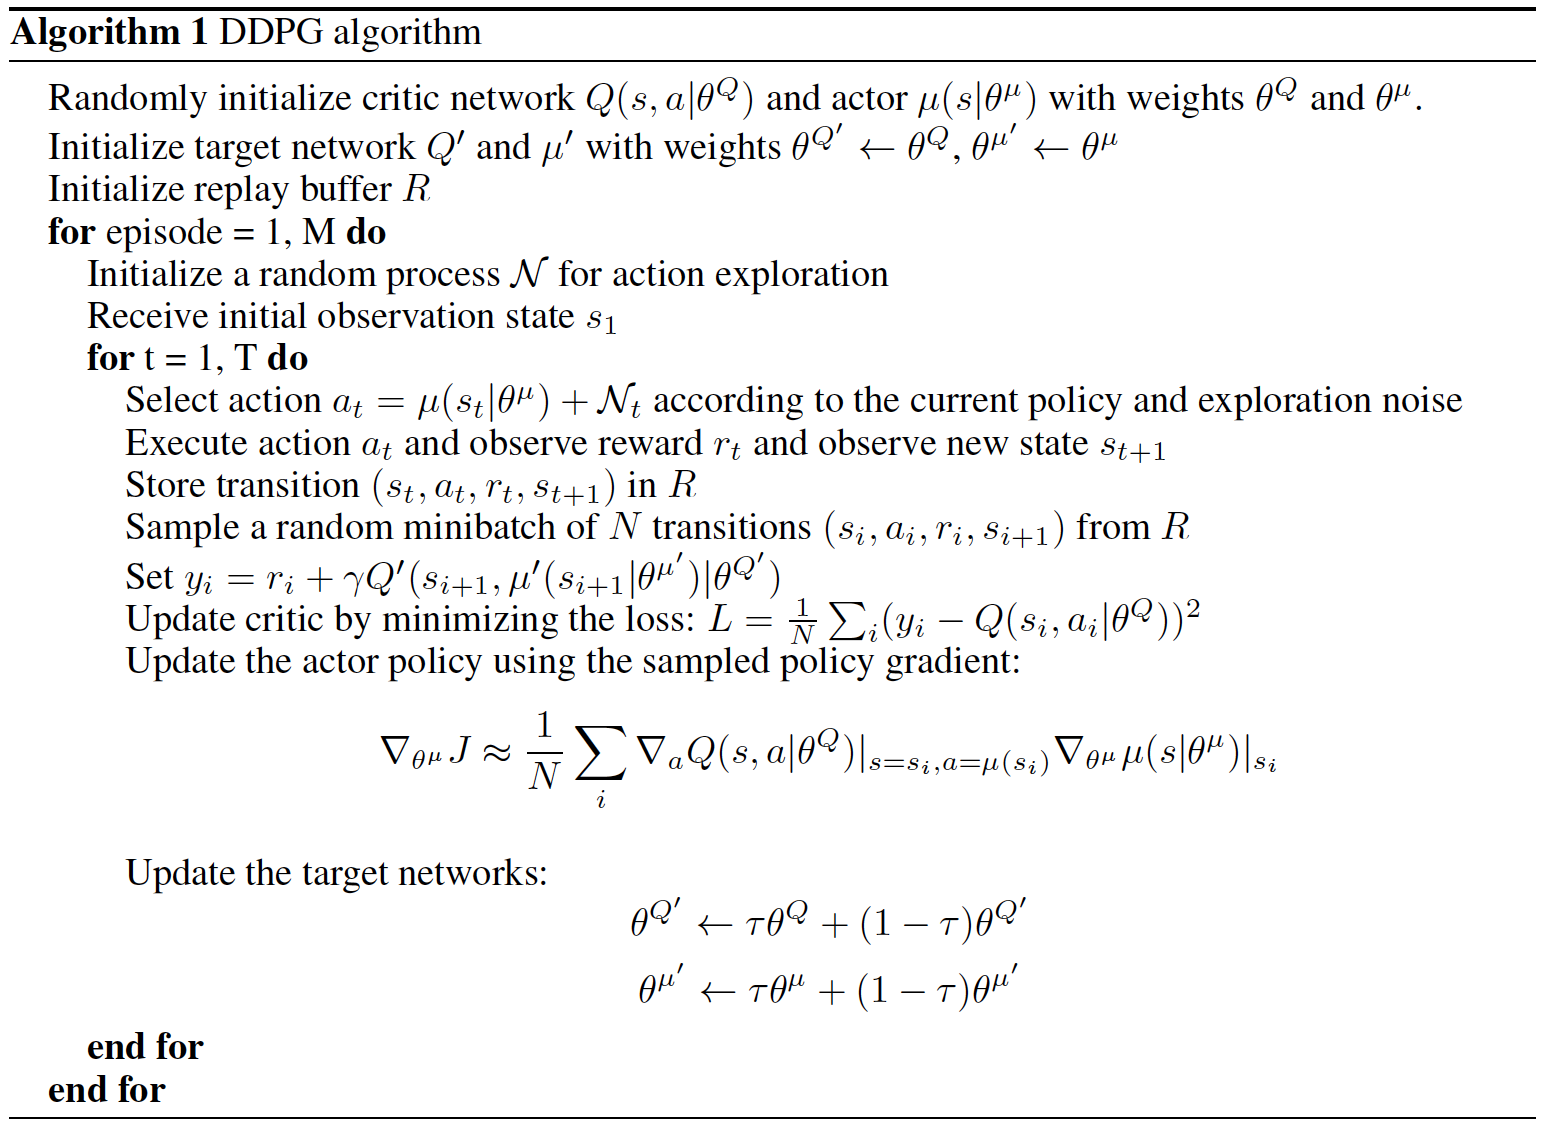 Algorithm 1 DDPG algorithm
Randomly initialize critic network $Q(s, a|\theta^Q)$ and actor $\mu(s|\theta^\mu)$ with weights $\theta^Q$ and $\theta^\mu$.
Initialize target network $Q'$ and $\mu'$ with weights $\theta^{Q'} \leftarrow \theta^Q, \theta^{\mu'} \leftarrow \theta^\mu$
Initialize replay buffer $R$
for episode = 1, M do
Initialize a random process $\mathcal{N}$ for action exploration
Receive initial observation state $s_1$
for t = 1, T do
Select action $a_t = \mu(s_t|\theta^\mu) + \mathcal{N}_t$ according to the current policy and exploration noise
Execute action $a_t$ and observe reward $r_t$ and observe new state $s_{t+1}$
Store transition $(s_t, a_t, r_t, s_{t+1})$ in $R$
Sample a random minibatch of $N$ transitions $(s_i, a_i, r_i, s_{i+1})$ from $R$
Set $y_i = r_i + \gamma Q'(s_{i+1}, \mu'(s_{i+1}|\theta^{\mu'})|\theta^{Q'})$
Update critic by minimizing the loss: $L = \frac{1}{N} \sum_i (y_i - Q(s_i, a_i|\theta^Q))^2$
Update the actor policy using the sampled policy gradient:
$\nabla_{\theta^\mu} J \approx \frac{1}{N} \sum_i \nabla_a Q(s, a|\theta^Q)|_{s=s_i, a=\mu(s_i)} \nabla_{\theta^\mu} \mu(s|\theta^\mu)|_{s_i}$
Update the target networks:
$\theta^{Q'} \leftarrow \tau\theta^Q + (1 - \tau)\theta^{Q'}$
$\theta^{\mu'} \leftarrow \tau\theta^\mu + (1 - \tau)\theta^{\mu'}$
end for
end for